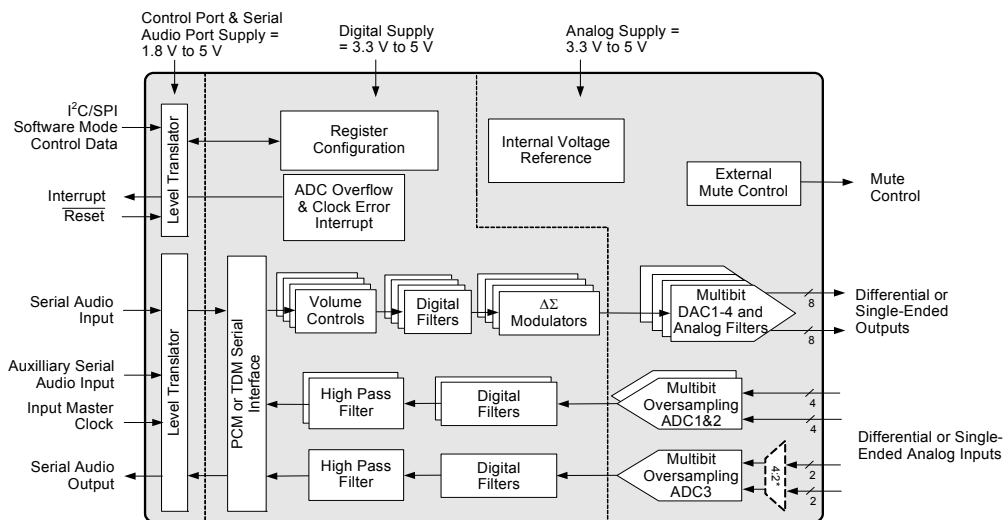 Control Port & Serial
Audio Port Supply =
1.8 V to 5 V
Digital Supply
= 3.3 V to 5 V
Analog Supply =
3.3 V to 5 V
I²C/SPI
Software Mode
Control Data
Level Translator
Register
Configuration
Internal Voltage
Reference
External
Mute Control
Mute
Control
Interrupt
Reset
ADC Overflow
& Clock Error
Interrupt
Serial Audio
Input
Auxilliary Serial
Audio Input
Input Master
Clock
Serial Audio
Output
Level Translator
PCM or TDM Serial
Interface
Volume
Controls
Digital
Filters
ΔΣ
Modulators
Multibit
DAC1-4 and
Analog Filters
8
8
Differential or
Single-Ended
Outputs
High Pass
Filter
Digital
Filters
Multibit
Oversampling
ADC1&2
4
4
High Pass
Filter
Digital
Filters
Multibit
Oversampling
ADC3
4:2*
2
2
Differential or Single-
Ended Analog Inputs